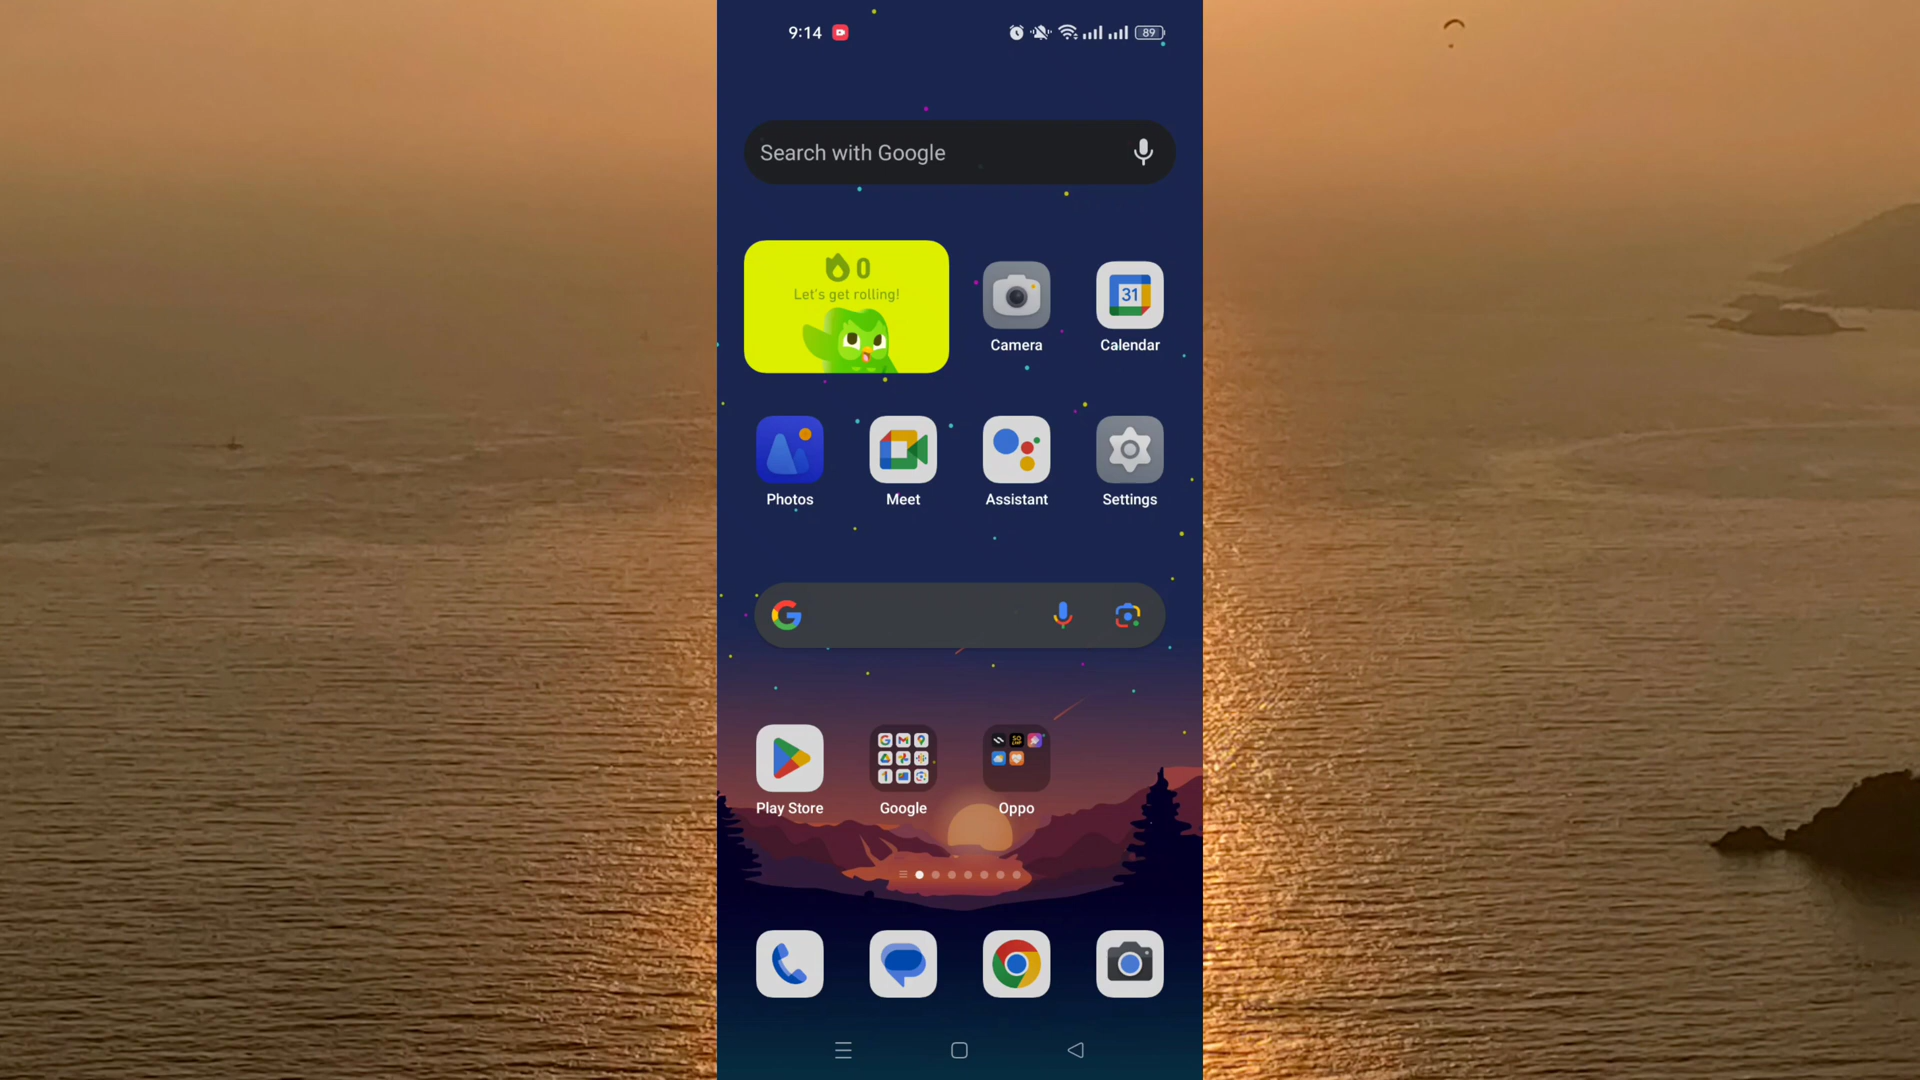 9:14
89
Search with Google
0
Let's get rolling!
31
Camera
Calendar
Photos
Meet
Assistant
Settings
Play Store
Google
Oppo